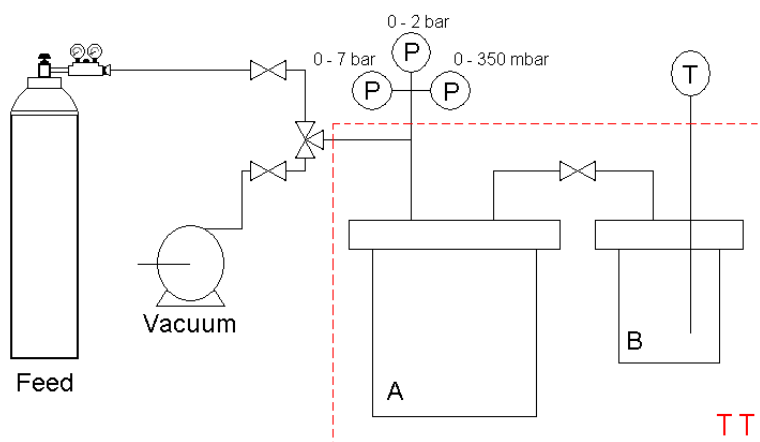 0 - 2 bar
0 - 7 bar
P
0 - 350 mbar
P
P
T
Vacuum
Feed
A
B
T T